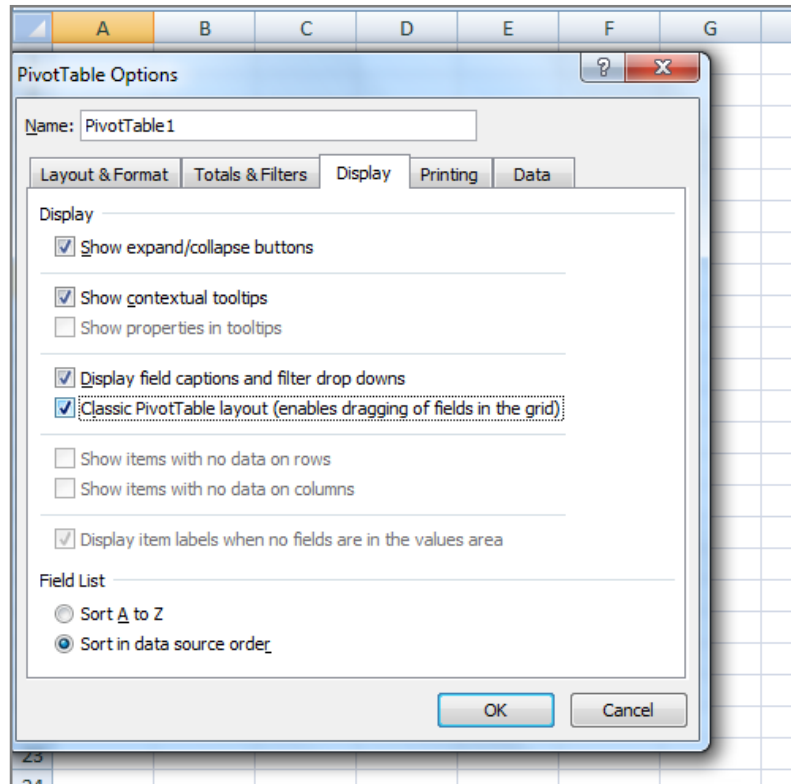 A B C D E F G
PivotTable Options
Name: PivotTable1
Layout & Format Totals & Filters Display Printing Data
Display
Show expand/collapse buttons
Show contextual tooltips
Show properties in tooltips
Display field captions and filter drop downs
Classic PivotTable layout (enables dragging of fields in the grid)
Show items with no data on rows
Show items with no data on columns
Display item labels when no fields are in the values area
Field List
Sort A to Z
Sort in data source order
OK Cancel
23
24